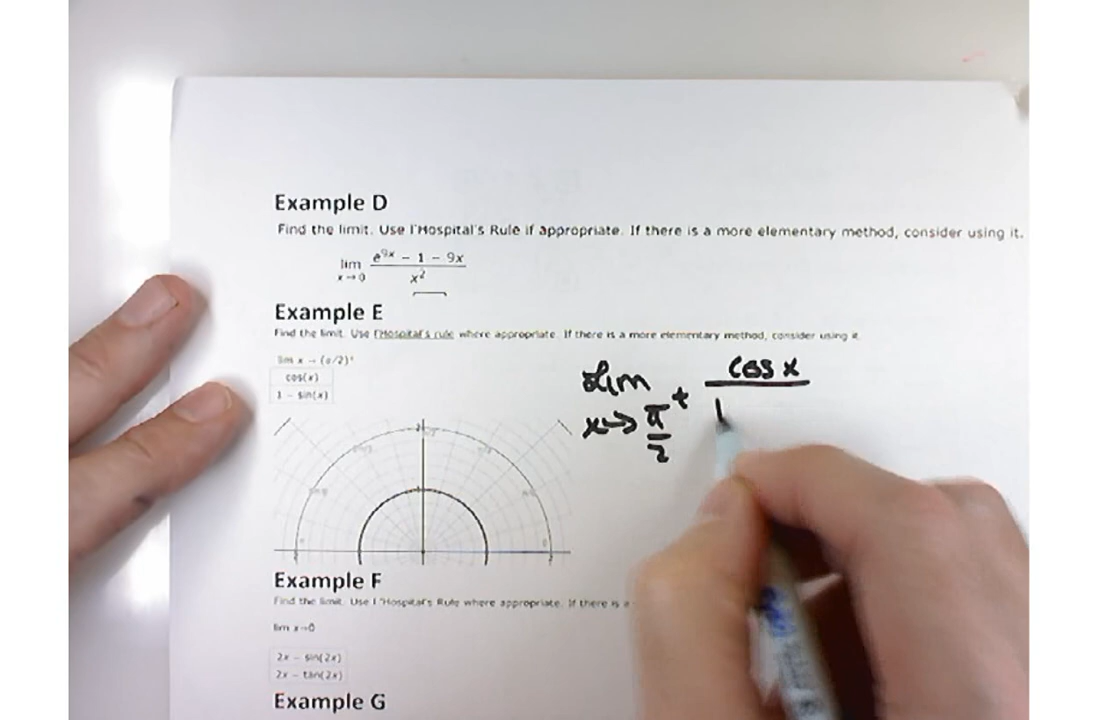 Example D
Find the limit. Use l'Hospital's Rule if appropriate. If there is a more elementary method, consider using it.
lim x→0 e^9x − 1 − 9x
x²
Example E
Find the limit. Use l'Hospital's rule where appropriate. If there is a more elementary method, consider using it.
lim x → (π/2)⁺
cos(x)
1 − sin(x)
lim x→π/2⁺ cos x
1
Example F
Find the limit. Use l'Hospital's Rule where appropriate. If there is a
lim x→0
2x − sin(2x)
2x − tan(2x)
Example G